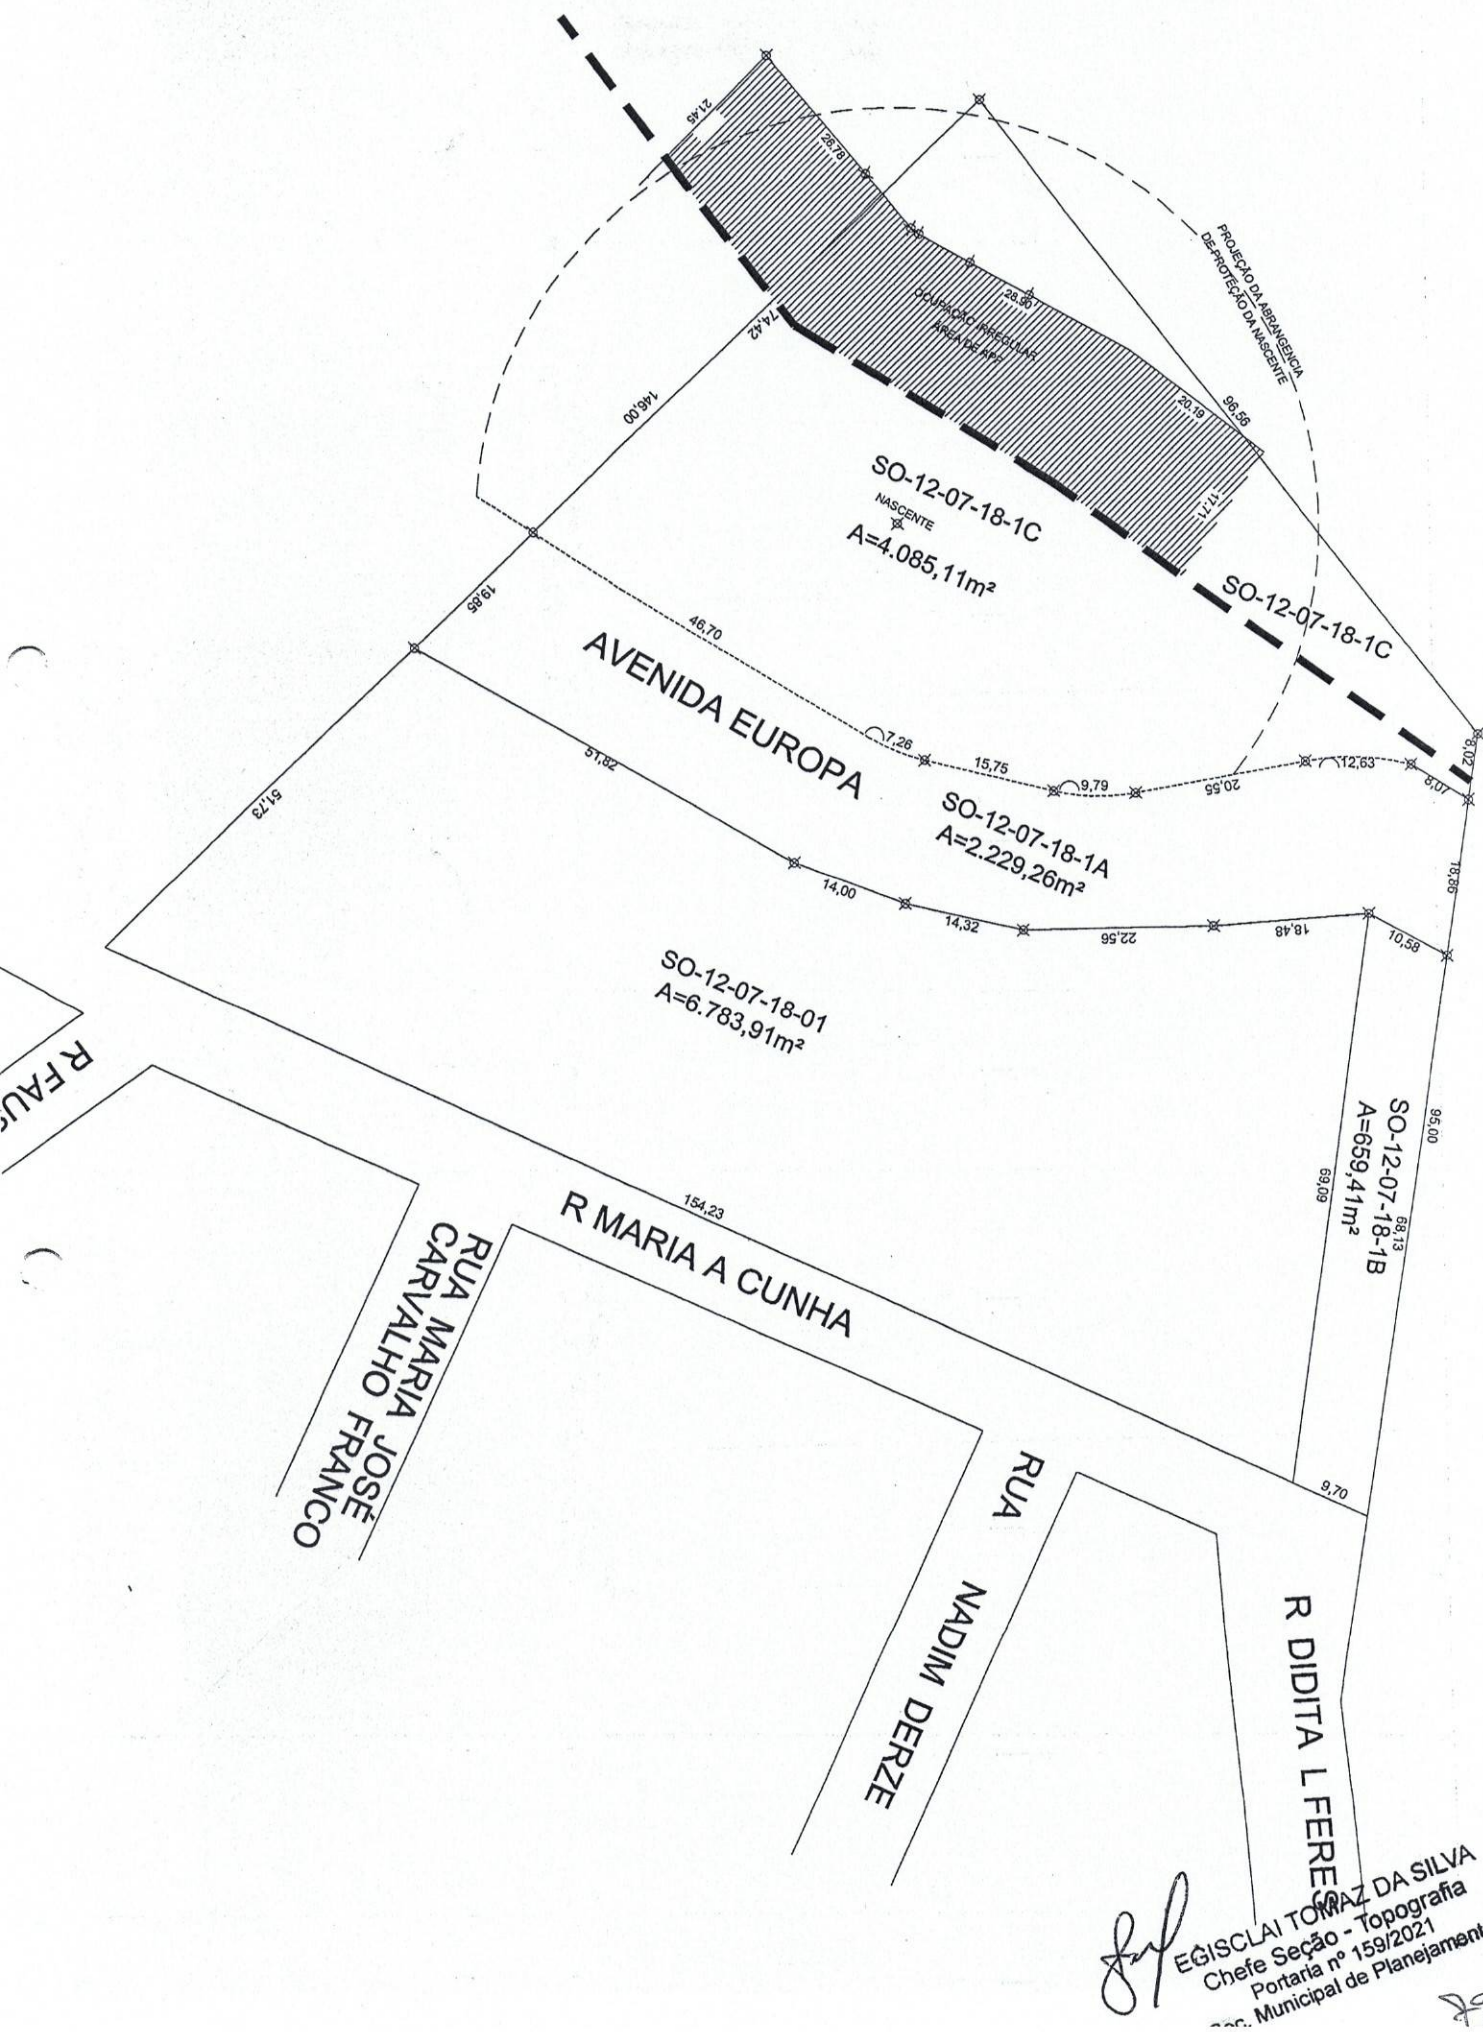 21.45
26.78
PROJEÇÃO DA ABRANGÊNCIA
DE PROTEÇÃO DA NASCENTE
28.90
OCUPAÇÃO IRREGULAR
ÁREA DE APP
74,42
146,00
20.19
96,56
17.71
SO-12-07-18-1C
NASCENTE
A=4.085,11m²
SO-12-07-18-1C
19,85
46,70
AVENIDA EUROPA
7,26
15,75
9,79
20,55
12,63
8,02
8,07
51,82
51,73
SO-12-07-18-1A
A=2.229,26m²
18,86
14,00
14,32
22,56
18,48
10,58
SO-12-07-18-01
A=6.783,91m²
R FAUS
SO-12-07-18-1B
A=659,41m²
95,00
68,13
69,09
154,23
R MARIA A CUNHA
RUA MARIA JOSÉ
CARVALHO FRANCO
9,70
RUA NADIM DERZE
R DIDITA L FERES
EGISCLAI TOMAZ DA SILVA
Chefe Seção - Topografia
Portaria nº 159/2021
Sec. Municipal de Planejament